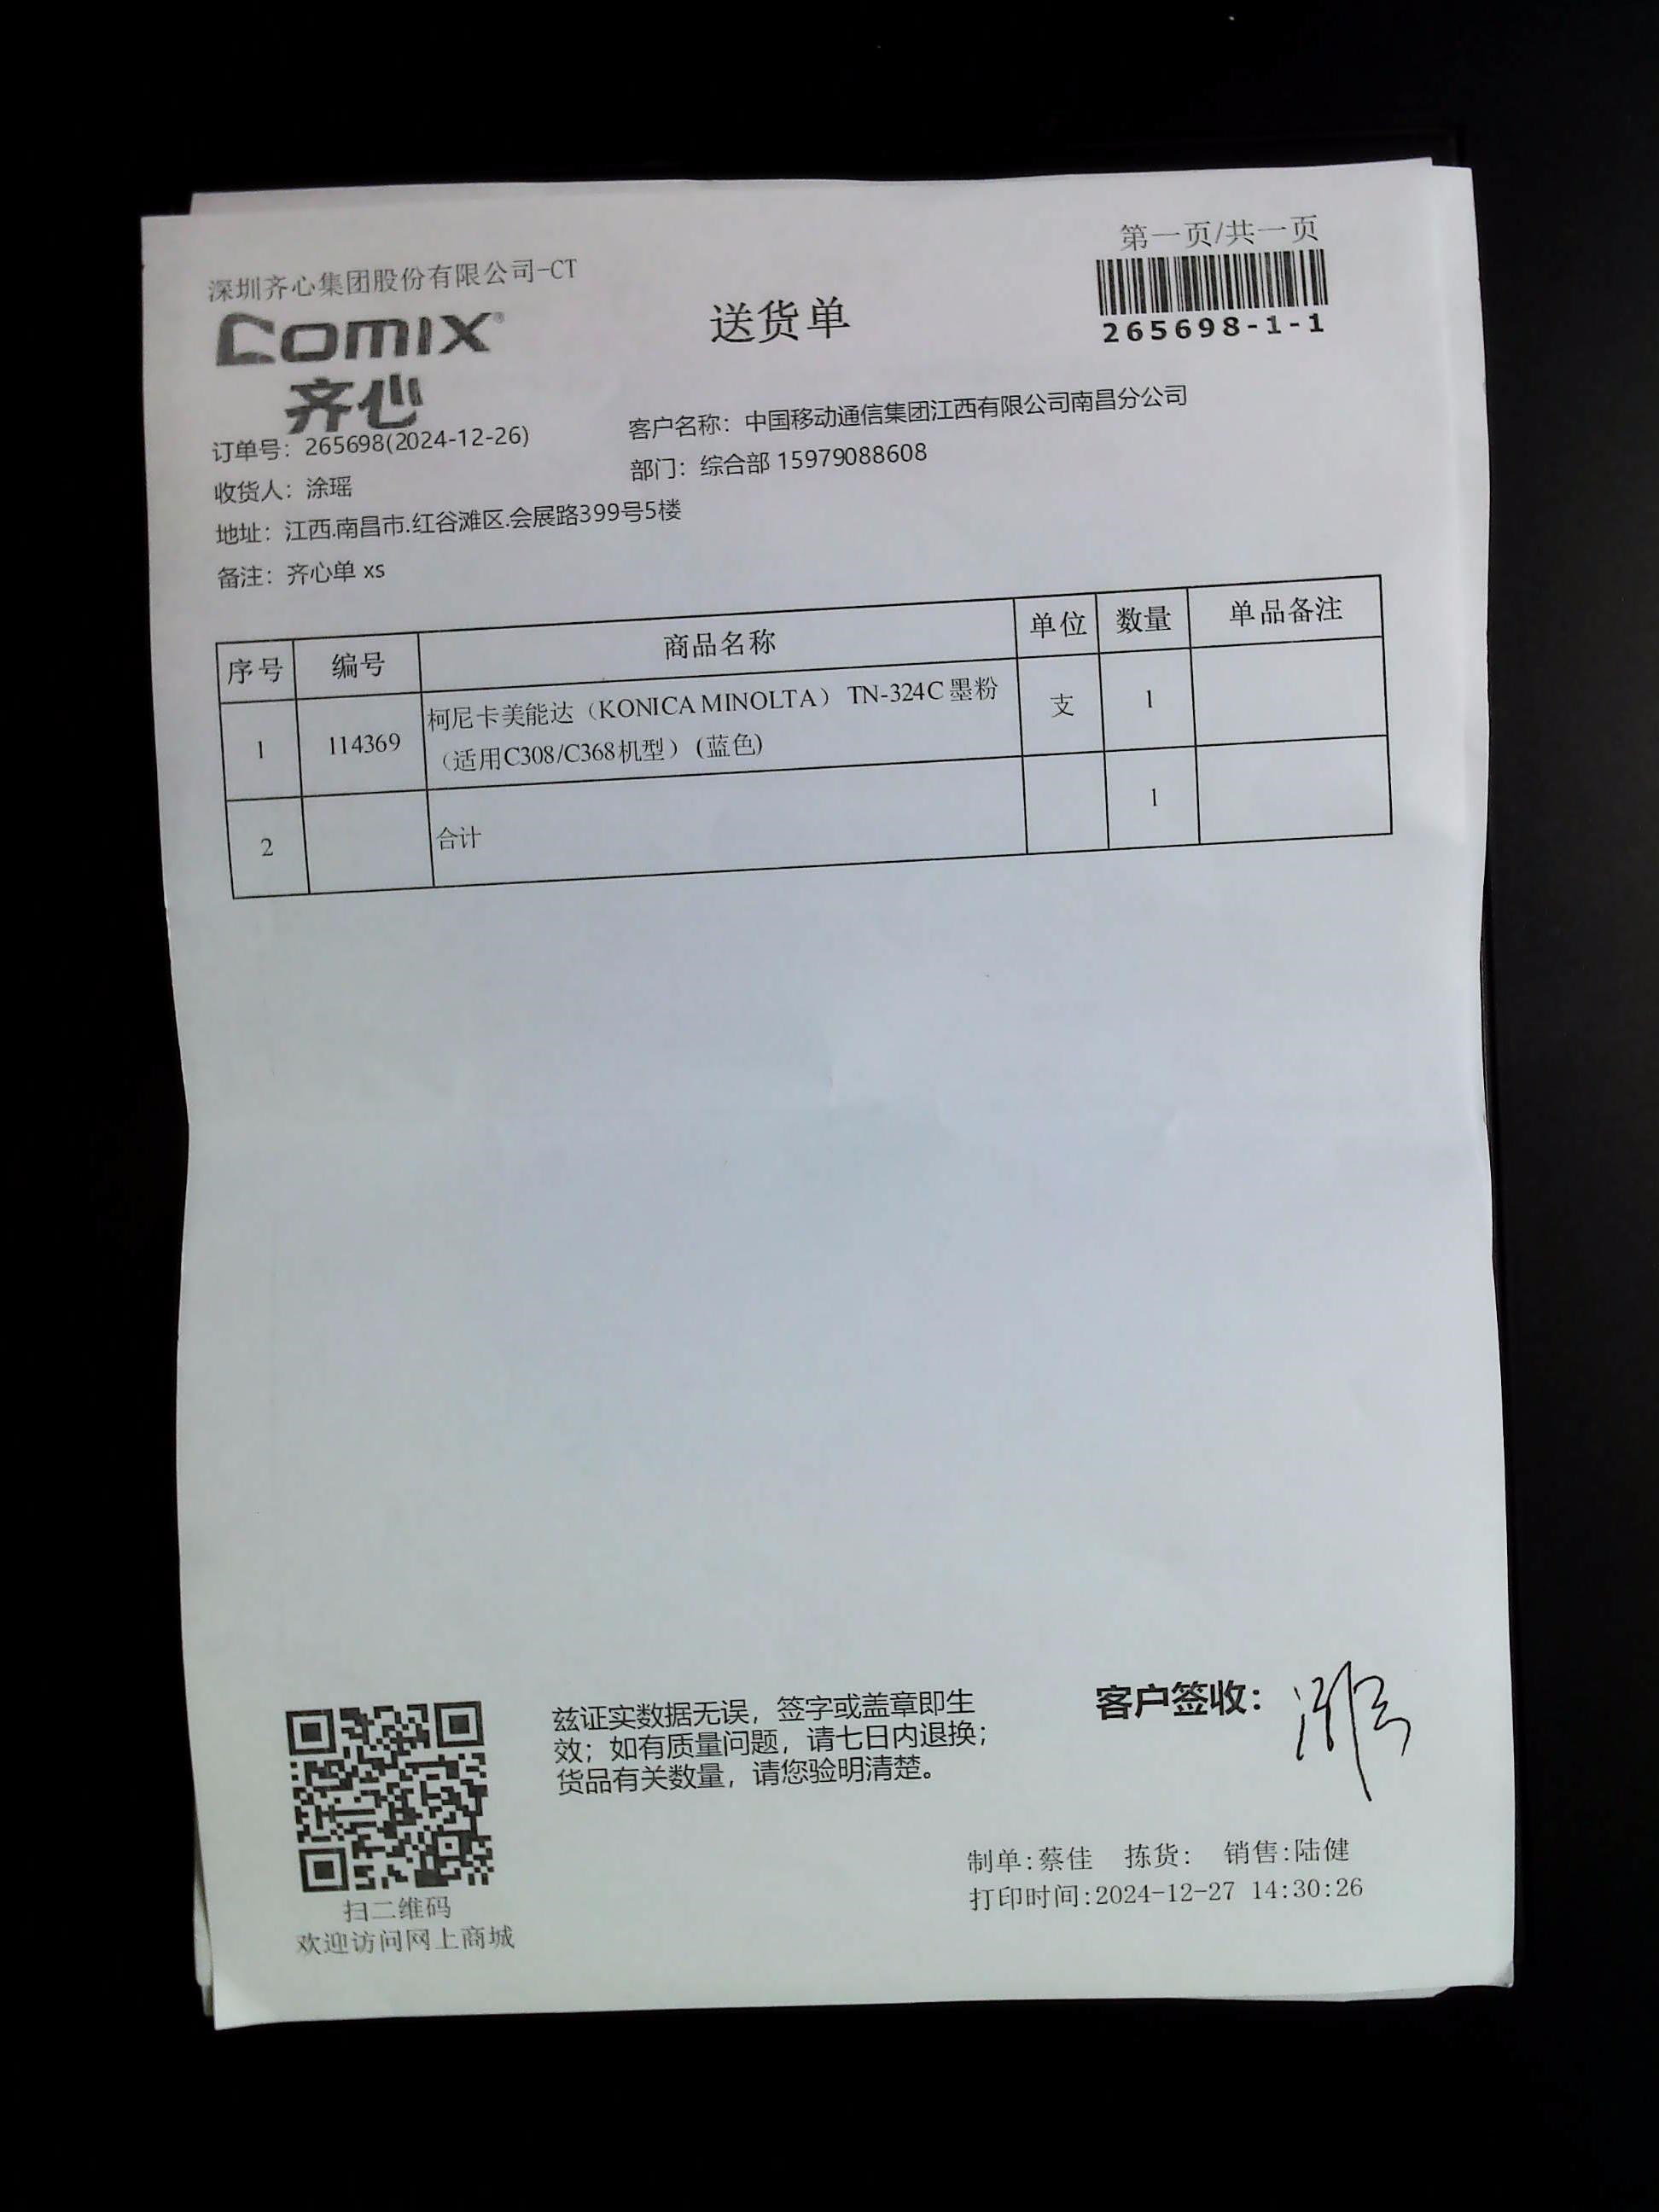 第一页/共一页
深圳齐心集团股份有限公司-CT
comix®
齐心
送货单
265698-1-1
订单号：265698(2024-12-26)
客户名称：中国移动通信集团江西有限公司南昌分公司
收货人：涂瑶
部门：综合部 15979088608
地址：江西.南昌市.红谷滩区.会展路399号5楼
备注：齐心单 xs
序号 编号 商品名称 单位 数量 单品备注
1 114369 柯尼卡美能达（KONICA MINOLTA） TN-324C 墨粉 支 1
（适用C308/C368机型） (蓝色)
2 合计 1
兹证实数据无误，签字或盖章即生
效；如有质量问题，请七日内退换；
货品有关数量，请您验明清楚。
客户签收：
制单:蔡佳 拣货: 销售:陆健
打印时间:2024-12-27 14:30:26
扫二维码
欢迎访问网上商城